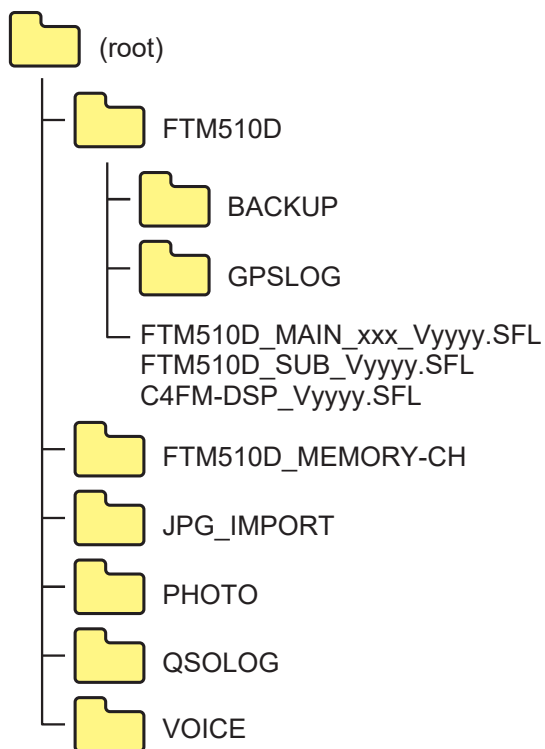 (root)
FTM510D
BACKUP
GPSLOG
FTM510D_MAIN_xxx_Vyyyy.SFL
FTM510D_SUB_Vyyyy.SFL
C4FM-DSP_Vyyyy.SFL
FTM510D_MEMORY-CH
JPG_IMPORT
PHOTO
QSOLOG
VOICE